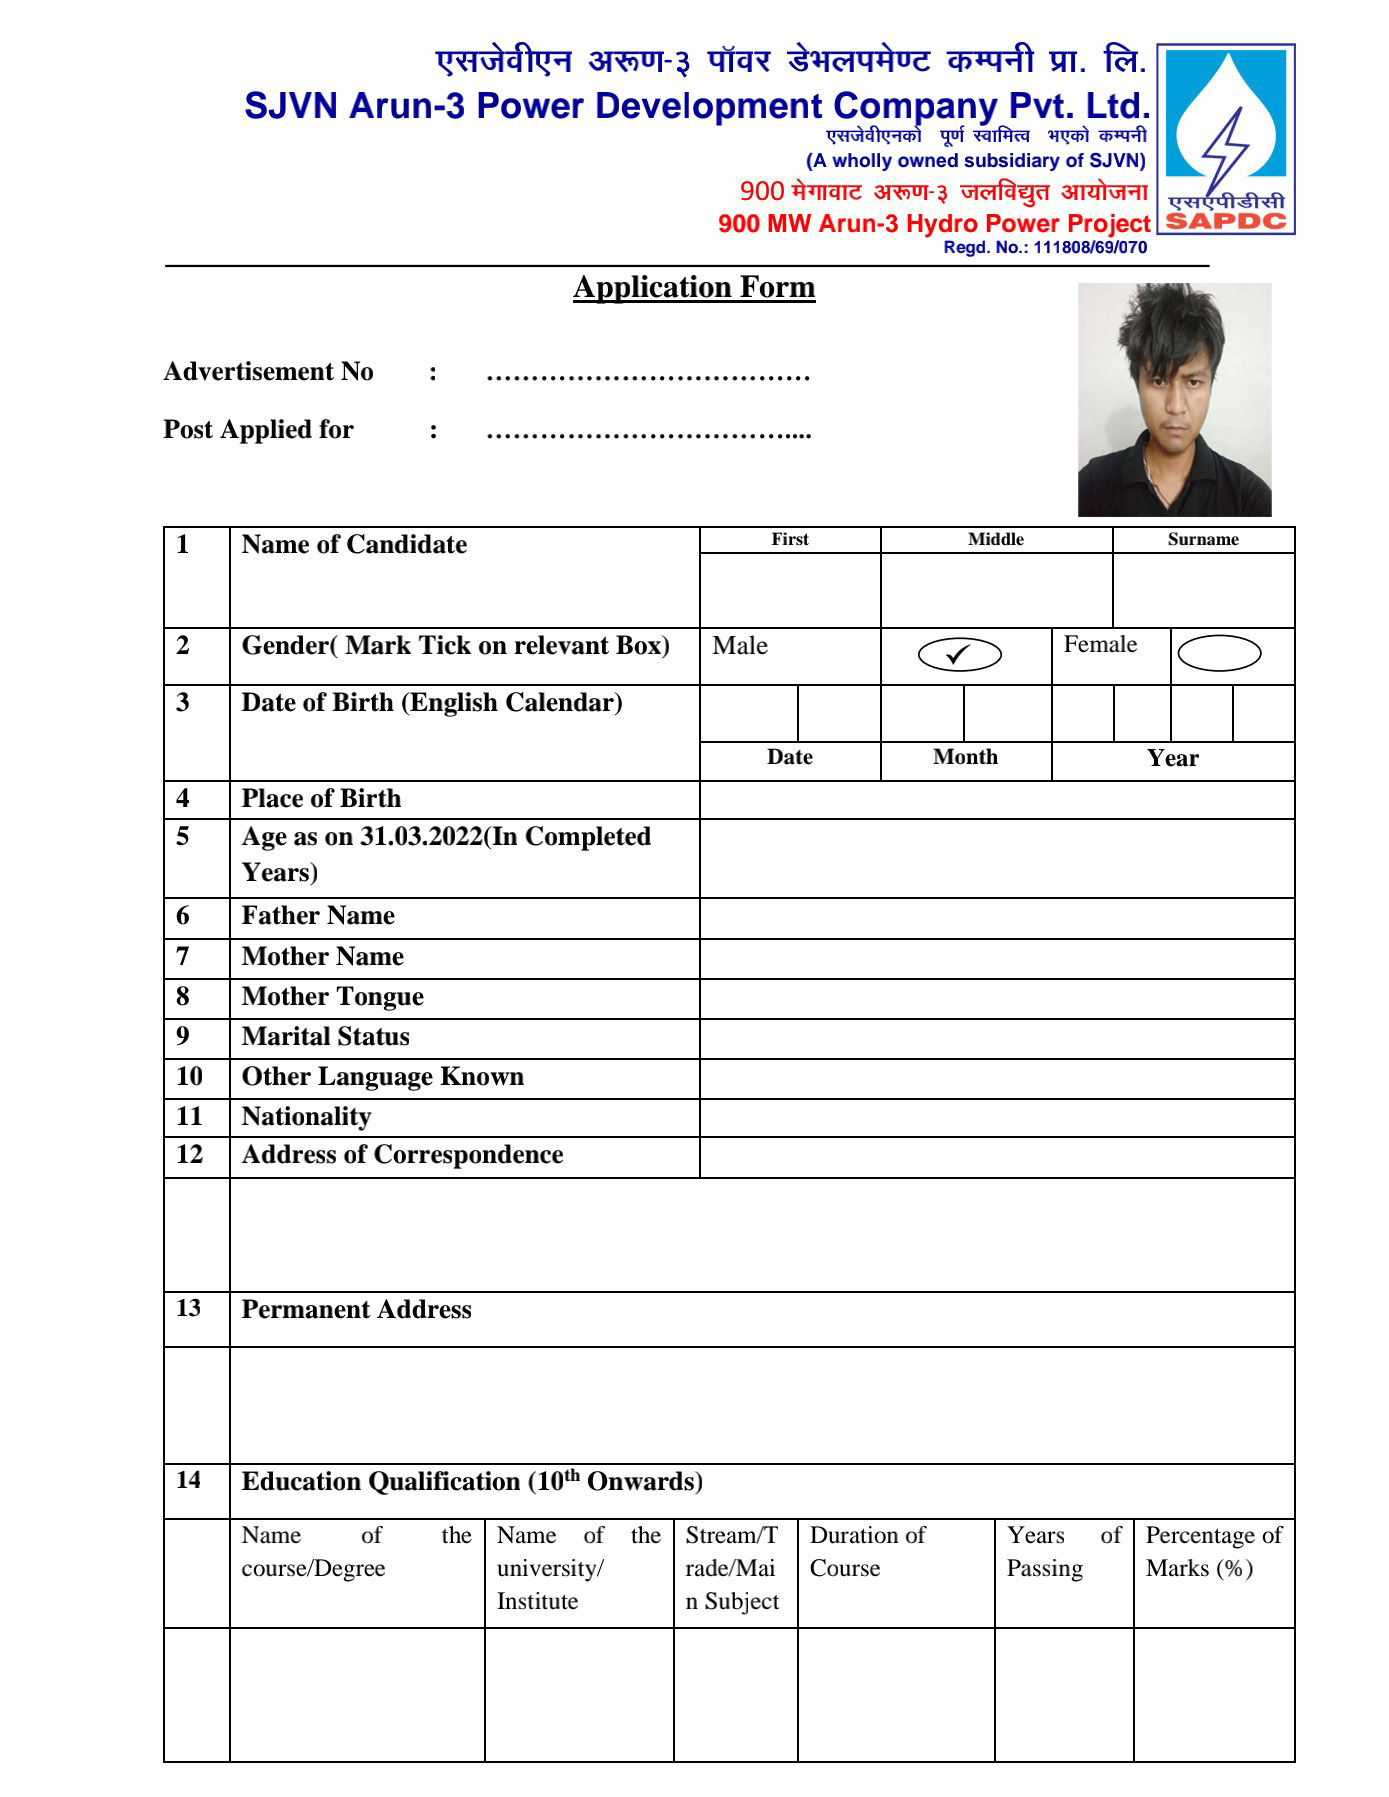 एसजेवीएन अरूण-३ पॉवर डेभलपमेण्ट कम्पनी प्रा. लि.
SJVN Arun-3 Power Development Company Pvt. Ltd.
एसजेवीएनको पूर्ण स्वामित्व भएको कम्पनी
(A wholly owned subsidiary of SJVN)
900 मेगावाट अरूण-३ जलविद्युत आयोजना
900 MW Arun-3 Hydro Power Project
Regd. No.: 111808/69/070
एसएपीडीसी
SAPDC
Application Form
Advertisement No : ………………………………
Post Applied for : ……………………………....
1 Name of Candidate First Middle Surname
2 Gender( Mark Tick on relevant Box) Male ✓ Female
3 Date of Birth (English Calendar)
Date Month Year
4 Place of Birth
5 Age as on 31.03.2022(In Completed
Years)
6 Father Name
7 Mother Name
8 Mother Tongue
9 Marital Status
10 Other Language Known
11 Nationality
12 Address of Correspondence
13 Permanent Address
14 Education Qualification (10th Onwards)
Name of the Name of the Stream/T Duration of Years of Percentage of
course/Degree university/ rade/Mai Course Passing Marks (%)
Institute n Subject